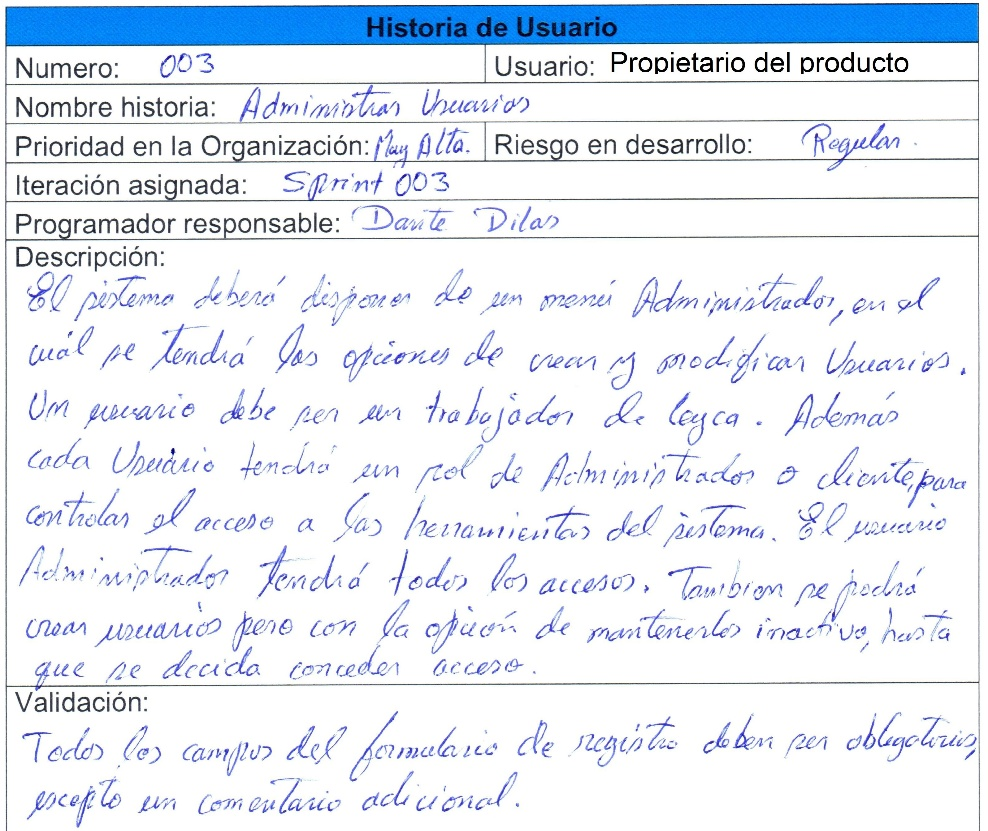 Historia de Usuario
Numero: 003 Usuario: Propietario del producto
Nombre historia: Administrar Usuarios
Prioridad en la Organización: Muy Alta. Riesgo en desarrollo: Regular.
Iteración asignada: Sprint 003
Programador responsable: Dante Dilas
Descripción:
El sistema deberá disponer de un menú Administrador, en el
cuál se tendrá las opciones de crear y modificar Usuarios.
Un usuario debe ser un trabajador de Ceyca. Además
cada Usuario tendrá un rol de Administrador o cliente, para
controlar el acceso a las herramientas del sistema. El usuario
Administrador tendrá todos los accesos. Tambien se podrá
crear usuarios pero con la opción de mantenerlos inactivo, hasta
que se decida conceder acceso.
Validación:
Todos los campos del formulario de registro deben ser obligatorios,
escepto un comentario adicional.